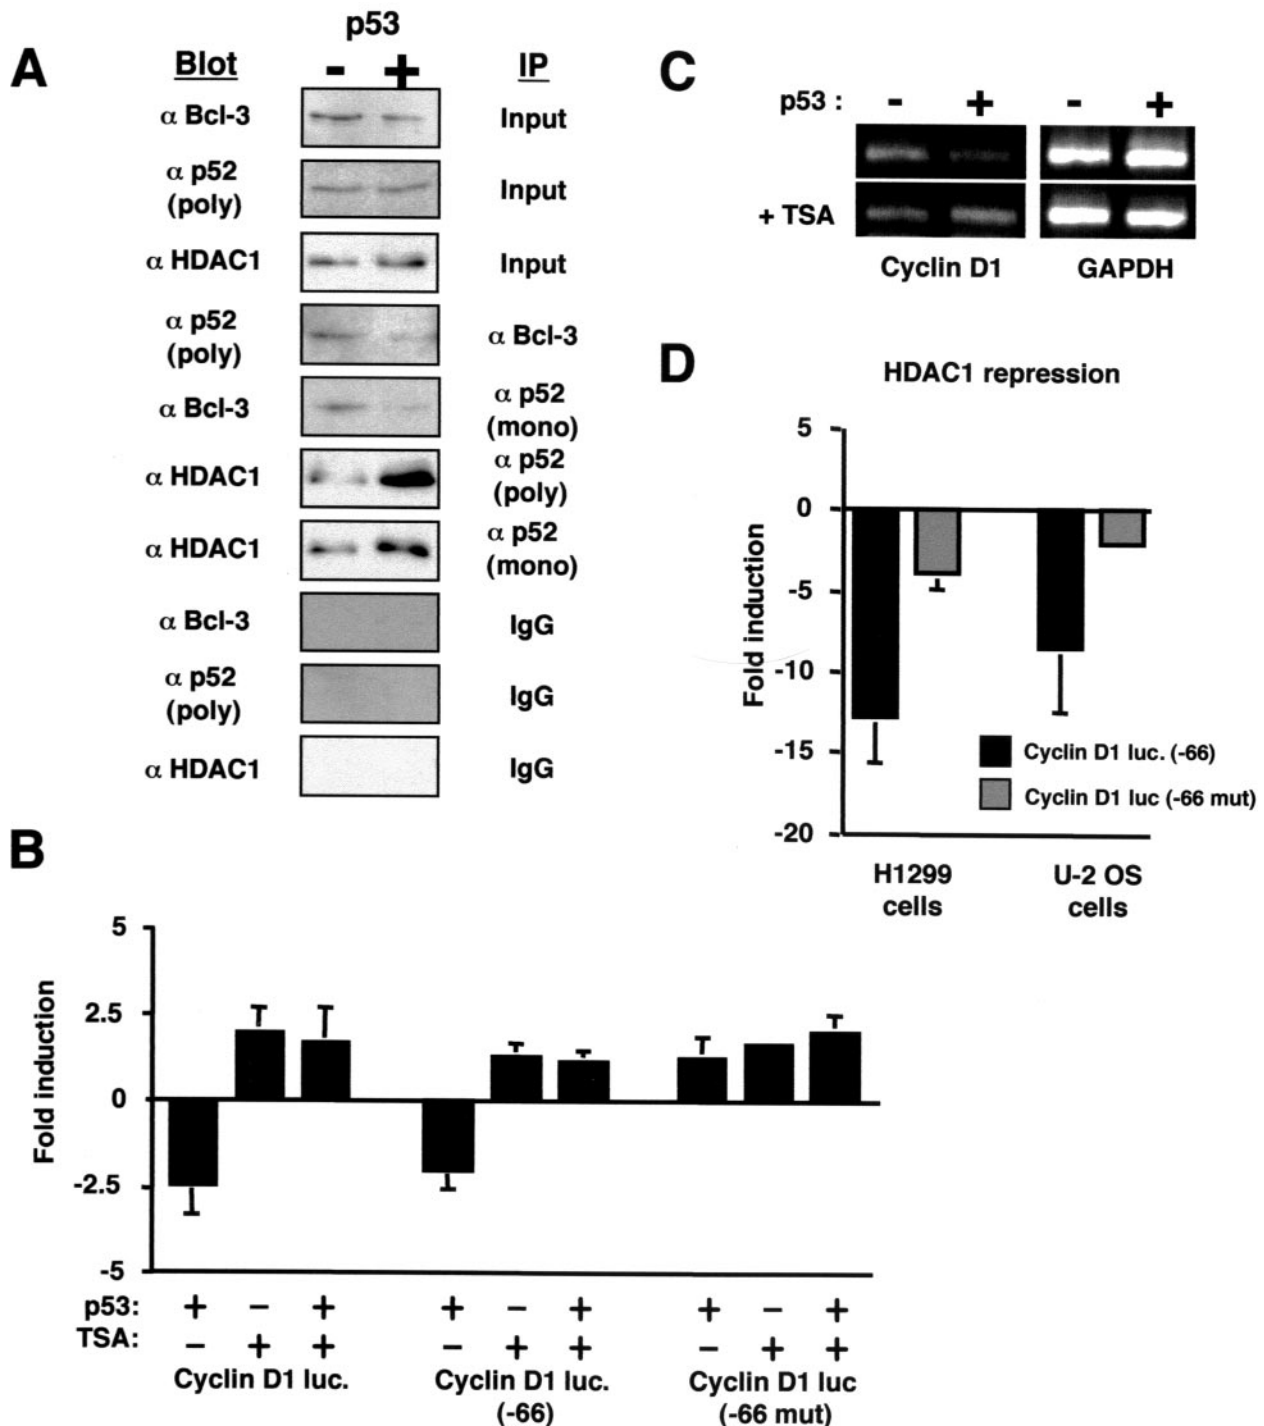 A
p53
Blot - + IP
α Bcl-3 Input
α p52
(poly) Input
α HDAC1 Input
α p52
(poly) α Bcl-3
α Bcl-3 α p52
(mono)
α HDAC1 α p52
(poly)
α HDAC1 α p52
(mono)
α Bcl-3 IgG
α p52
(poly) IgG
α HDAC1 IgG
C
p53 : - + - +
+ TSA
Cyclin D1 GAPDH
D
HDAC1 repression
Fold induction
5
0
-5
-10
-15
-20
Cyclin D1 luc. (-66)
Cyclin D1 luc (-66 mut)
H1299
cells
U-2 OS
cells
B
Fold induction
5
2.5
0
-2.5
-5
p53: + – + + – + + – +
TSA: – + + – + + – + +
Cyclin D1 luc.
Cyclin D1 luc.
(-66)
Cyclin D1 luc
(-66 mut)